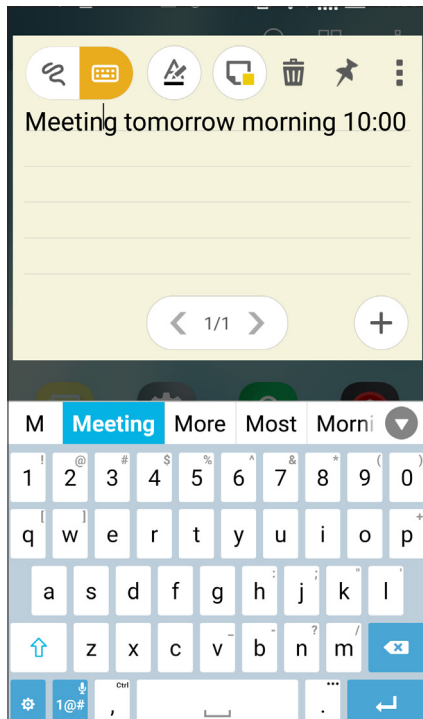 Meeting tomorrow morning 10:00
1/1
M Meeting More Most Morni
! @ # $ % ^ & * ( )
1 2 3 4 5 6 7 8 9 0
[ ] +
q w e r t y u i o p
: ; " '
a s d f g h j k l
_ - ? /
z x c v b n m
Ctrl
1@# , .